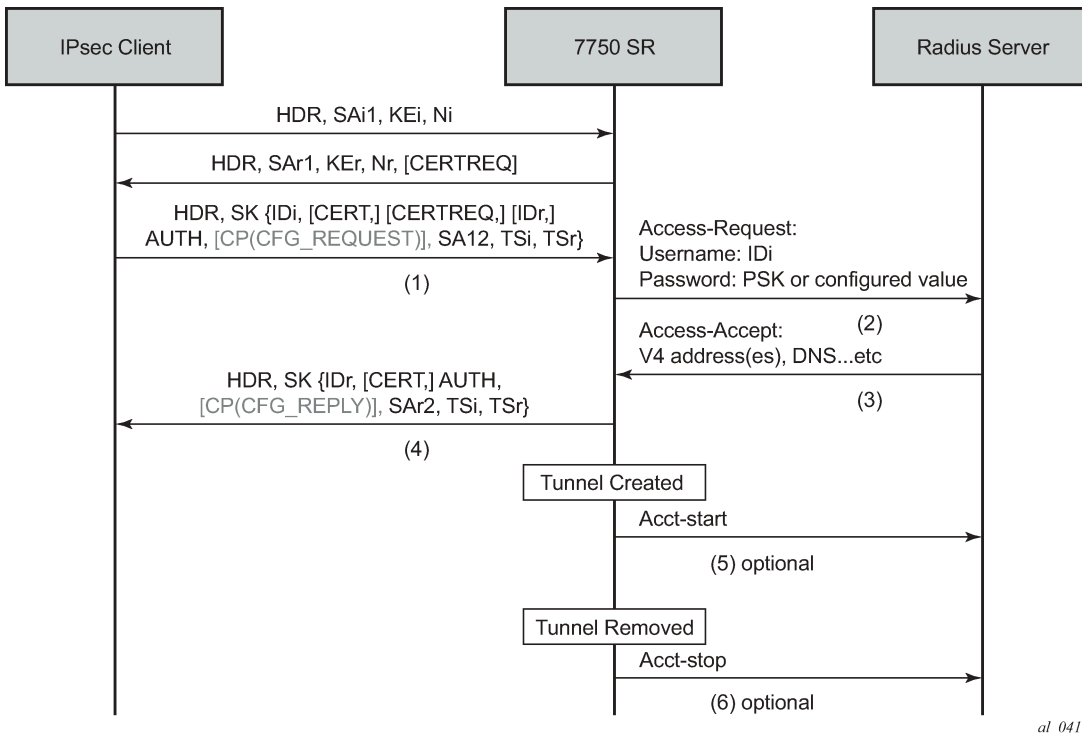 IPsec Client
7750 SR
Radius Server
HDR, SAi1, KEi, Ni
HDR, SAr1, KEr, Nr, [CERTREQ]
HDR, SK {IDi, [CERT,] [CERTREQ,] [IDr,]
AUTH, [CP(CFG_REQUEST)], SA12, TSi, TSr}
(1)
Access-Request:
Username: IDi
Password: PSK or configured value
(2)
Access-Accept:
V4 address(es), DNS...etc
(3)
HDR, SK {IDr, [CERT,] AUTH,
[CP(CFG_REPLY)], SAr2, TSi, TSr}
(4)
Tunnel Created
Acct-start
(5) optional
Tunnel Removed
Acct-stop
(6) optional
al_041